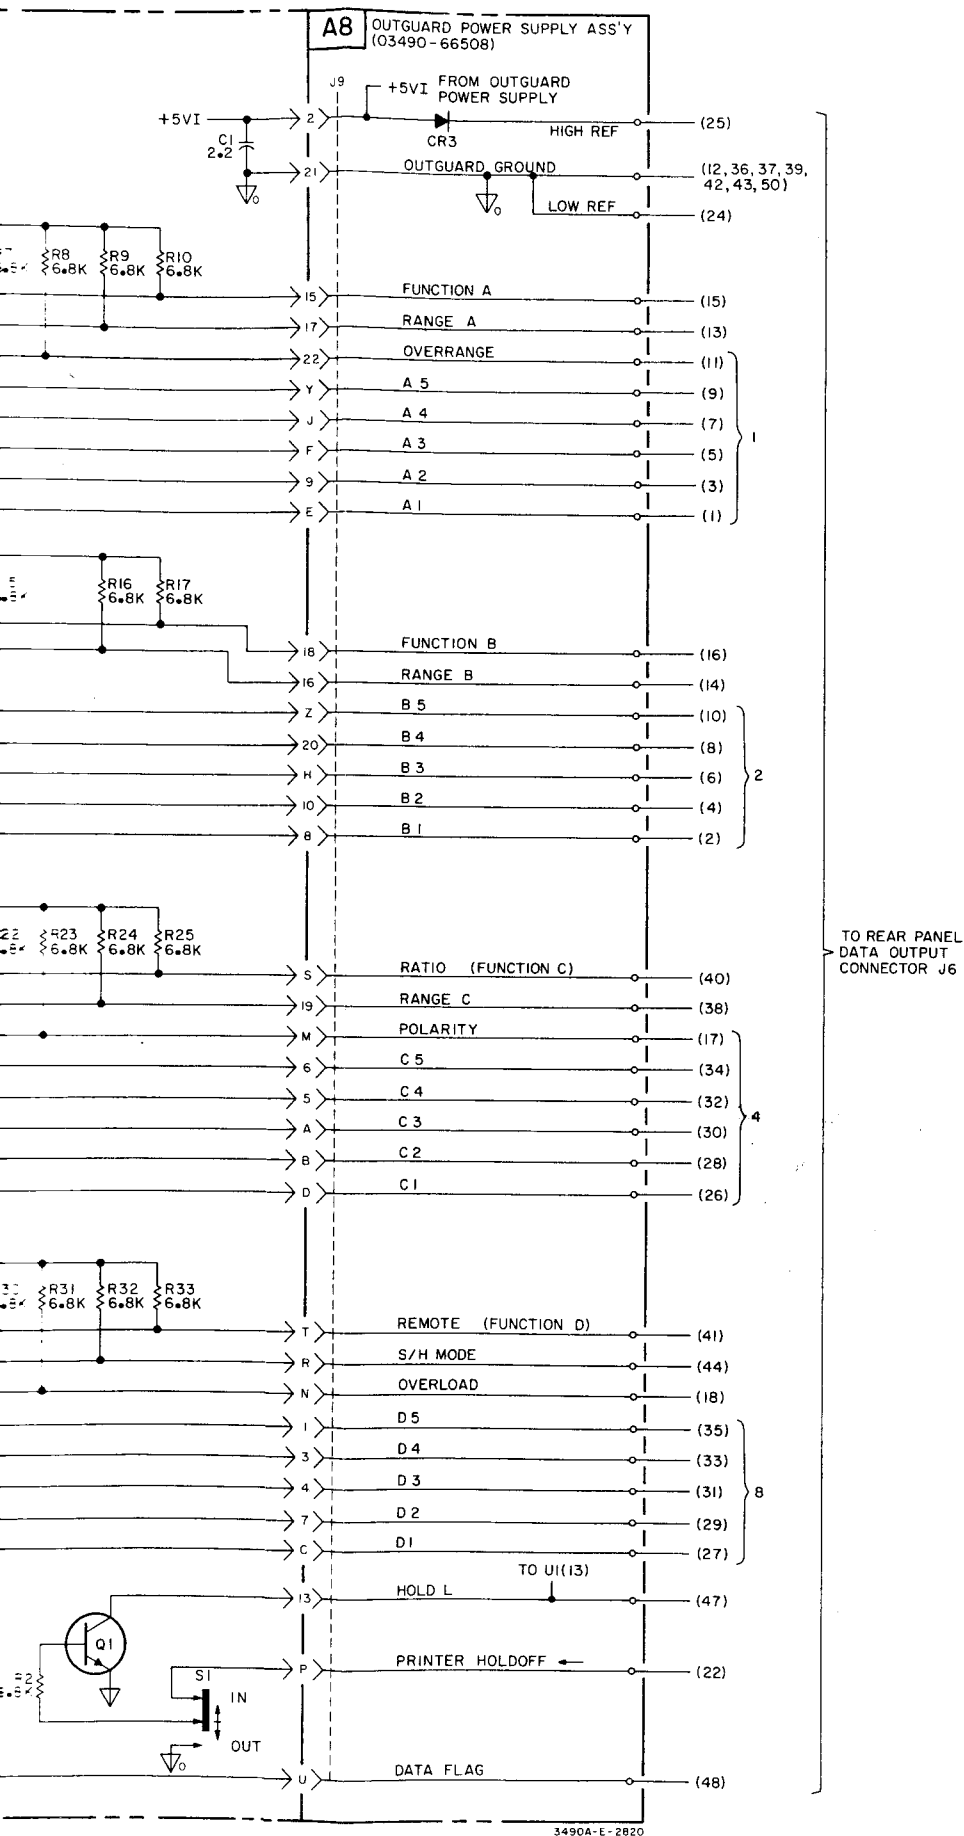 A8 OUTGUARD POWER SUPPLY ASS'Y
(03490-66508)
J9
+5VI FROM OUTGUARD
POWER SUPPLY
+5VI
2
CR3
HIGH REF
(25)
C1
2.2
21
OUTGUARD GROUND
(12, 36, 37, 39,
42, 43, 50)
0
0
LOW REF
(24)
R8
6.8K
R9
6.8K
R10
6.8K
15
FUNCTION A
(15)
17
RANGE A
(13)
22
OVERRANGE
(11)
Y
A 5
(9)
J
A 4
(7)
1
F
A 3
(5)
9
A 2
(3)
E
A 1
(1)
R16
6.8K
R17
6.8K
18
FUNCTION B
(16)
16
RANGE B
(14)
Z
B 5
(10)
20
B 4
(8)
H
B 3
(6)
2
10
B 2
(4)
8
B 1
(2)
22
R23
6.8K
R24
6.8K
R25
6.8K
TO REAR PANEL
DATA OUTPUT
CONNECTOR J6
S
RATIO (FUNCTION C)
(40)
19
RANGE C
(38)
M
POLARITY
(17)
6
C 5
(34)
5
C 4
(32)
4
A
C 3
(30)
B
C 2
(28)
D
C 1
(26)
R31
6.8K
R32
6.8K
R33
6.8K
T
REMOTE (FUNCTION D)
(41)
R
S/H MODE
(44)
N
OVERLOAD
(18)
1
D 5
(35)
3
D 4
(33)
4
D 3
(31)
8
7
D 2
(29)
C
D 1
(27)
TO U1(13)
13
HOLD L
(47)
Q1
P
PRINTER HOLDOFF
(22)
S1
IN
OUT
0
U
DATA FLAG
(48)
3490A-E-2820